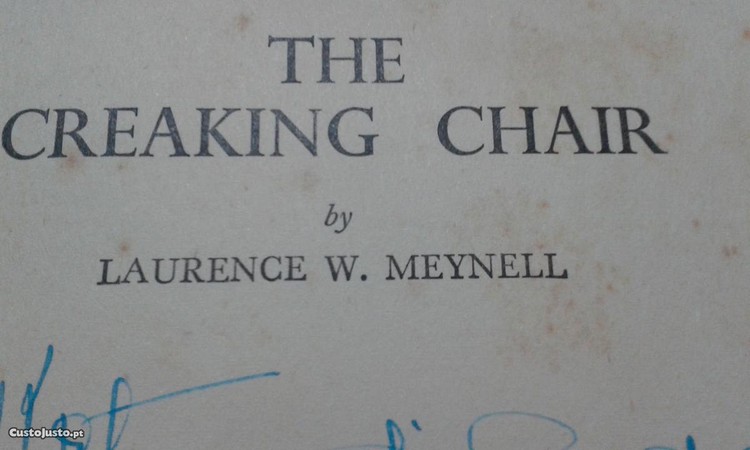 THE
CREAKING CHAIR
by
LAURENCE W. MEYNELL
CustoJusto.pt